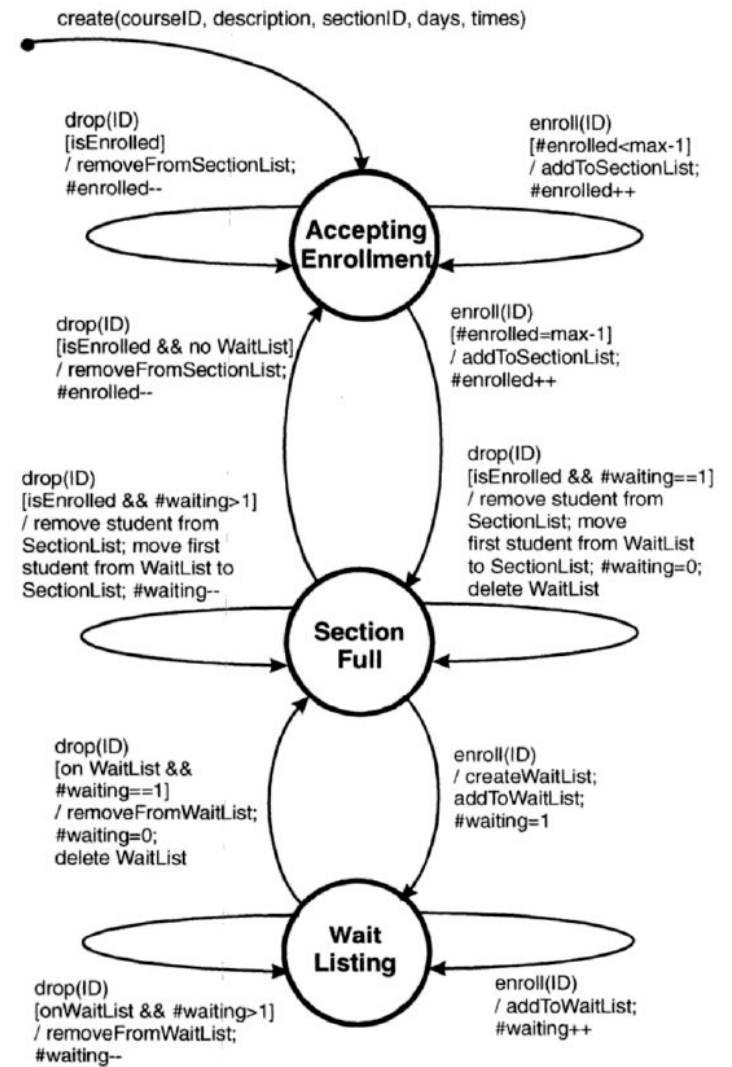 create(courseID, description, sectionID, days, times)
drop(ID)
[isEnrolled]
/ removeFromSectionList;
#enrolled--
enroll(ID)
[#enrolled<max-1]
/ addToSectionList;
#enrolled++
Accepting
Enrollment
drop(ID)
[isEnrolled && no WaitList]
/ removeFromSectionList;
#enrolled--
enroll(ID)
[#enrolled=max-1]
/ addToSectionList;
#enrolled++
drop(ID)
[isEnrolled && #waiting>1]
/ remove student from
SectionList; move first
student from WaitList to
SectionList; #waiting--
drop(ID)
[isEnrolled && #waiting==1]
/ remove student from
SectionList; move
first student from WaitList
to SectionList; #waiting=0;
delete WaitList
Section
Full
drop(ID)
[on WaitList &&
#waiting==1]
/ removeFromWaitList;
#waiting=0;
delete WaitList
enroll(ID)
/ createWaitList;
addToWaitList;
#waiting=1
Wait
Listing
drop(ID)
[onWaitList && #waiting>1]
/ removeFromWaitList;
#waiting--
enroll(ID)
/ addToWaitList;
#waiting++